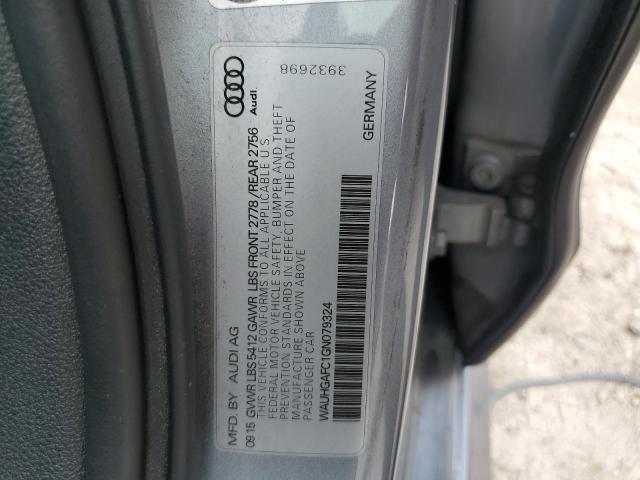 Audi
3932698
MFD. BY AUDI AG
09 15 GVWR LBS 5412 GAWR LBS FRONT 2778 / REAR 2756
THIS VEHICLE CONFORMS TO ALL APPLICABLE U.S
FEDERAL MOTOR VEHICLE SAFETY, BUMPER AND THEFT
PREVENTION STANDARDS IN EFFECT ON THE DATE OF
MANUFACTURE SHOWN ABOVE
PASSENGER CAR
WAUHGAFC1GN079324
GERMANY